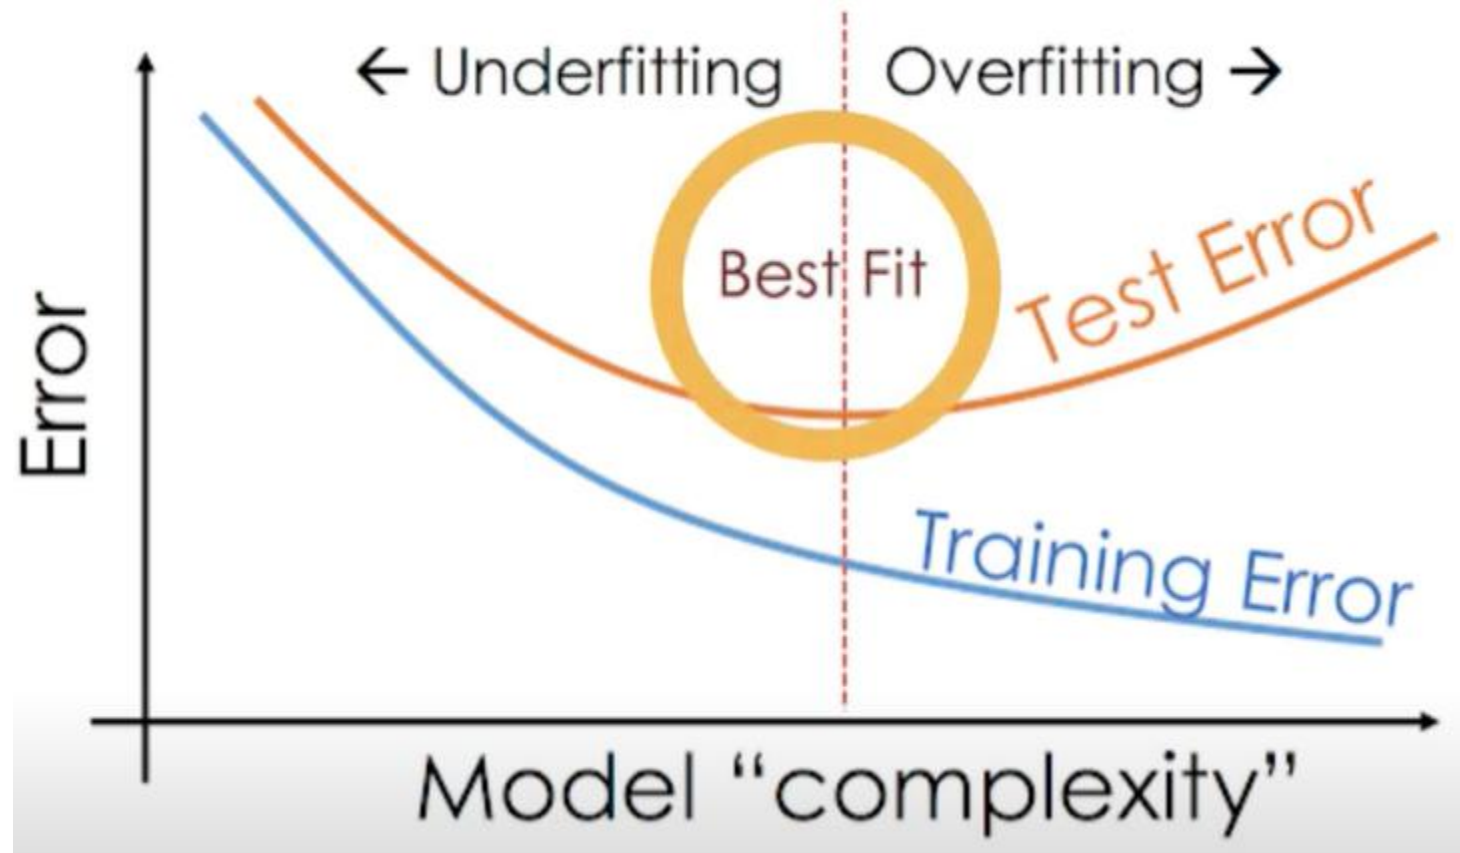 ← Underfitting
Overfitting →
Best Fit
Test Error
Error
Training Error
Model “complexity”